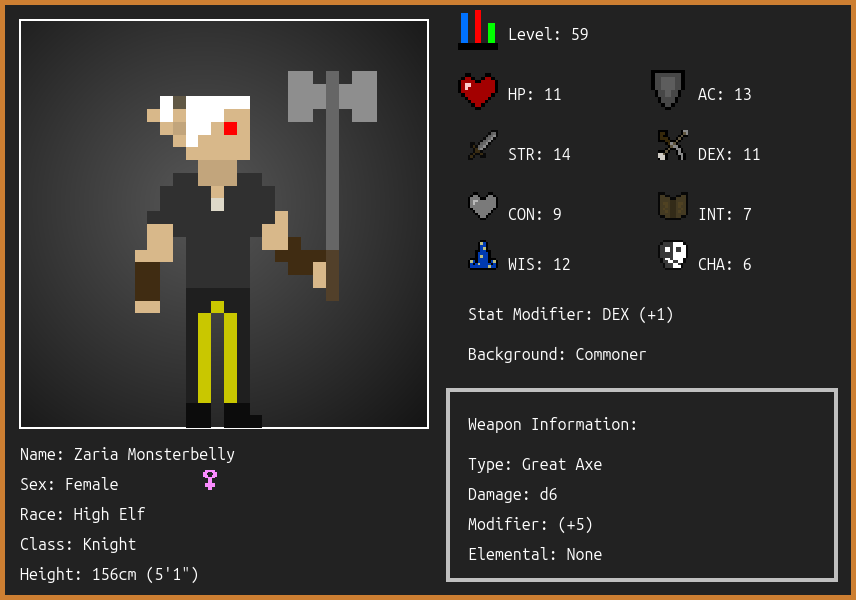 Level: 59
HP: 11
AC: 13
STR: 14
DEX: 11
CON: 9
INT: 7
WIS: 12
CHA: 6
Stat Modifier: DEX (+1)
Background: Commoner
Weapon Information:
Type: Great Axe
Damage: d6
Modifier: (+5)
Elemental: None
Name: Zaria Monsterbelly
Sex: Female
Race: High Elf
Class: Knight
Height: 156cm (5'1")